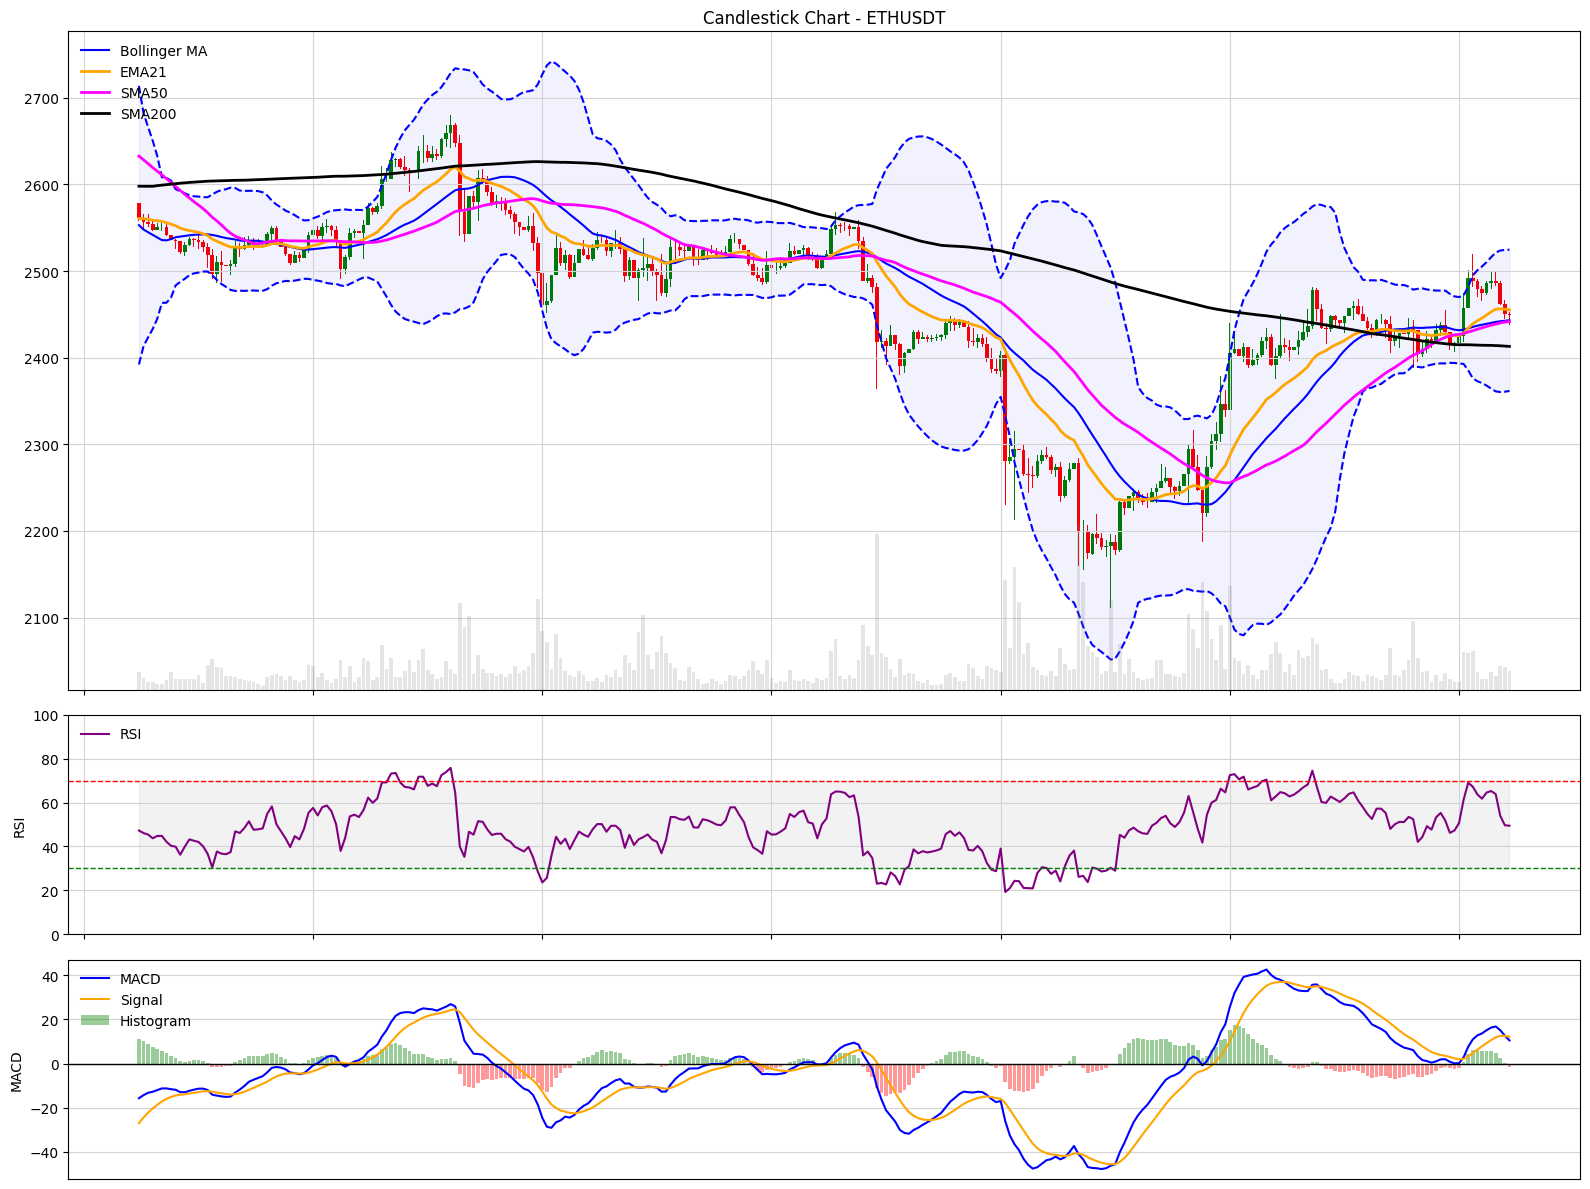 Candlestick Chart - ETHUSDT
Bollinger MA
EMA21
SMA50
SMA200
2700
2600
2500
2400
2300
2200
2100
RSI
100
80
60
40
20
0
RSI
MACD
Signal
Histogram
40
20
0
−20
−40
MACD